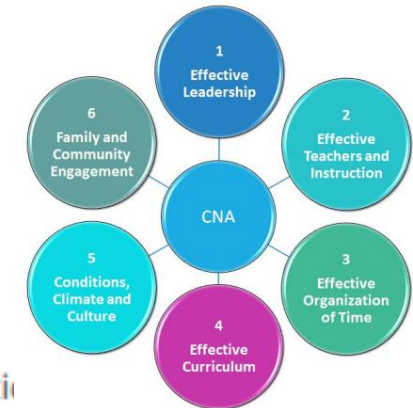 1
Effective
Leadership
2
Effective
Teachers and
Instruction
3
Effective
Organization
of Time
4
Effective
Curriculum
5
Conditions,
Climate and
Culture
6
Family and
Community
Engagement
CNA